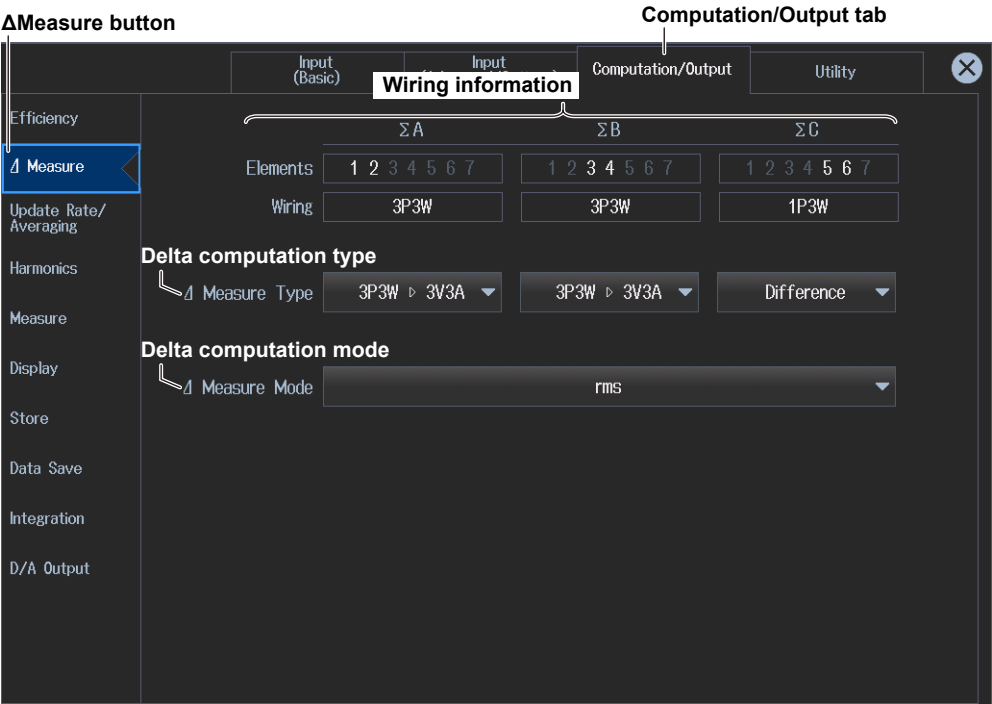 ΔMeasure button
Computation/Output tab
Input
(Basic)
Input
Computation/Output
Utility
Wiring information
Efficiency
Δ Measure
Update Rate/
Averaging
Harmonics
Measure
Display
Store
Data Save
Integration
D/A Output
ΣA ΣB ΣC
Elements 1 2 3 4 5 6 7 1 2 3 4 5 6 7 1 2 3 4 5 6 7
Wiring 3P3W 3P3W 1P3W
Delta computation type
Δ Measure Type 3P3W ▷ 3V3A 3P3W ▷ 3V3A Difference
Delta computation mode
Δ Measure Mode rms